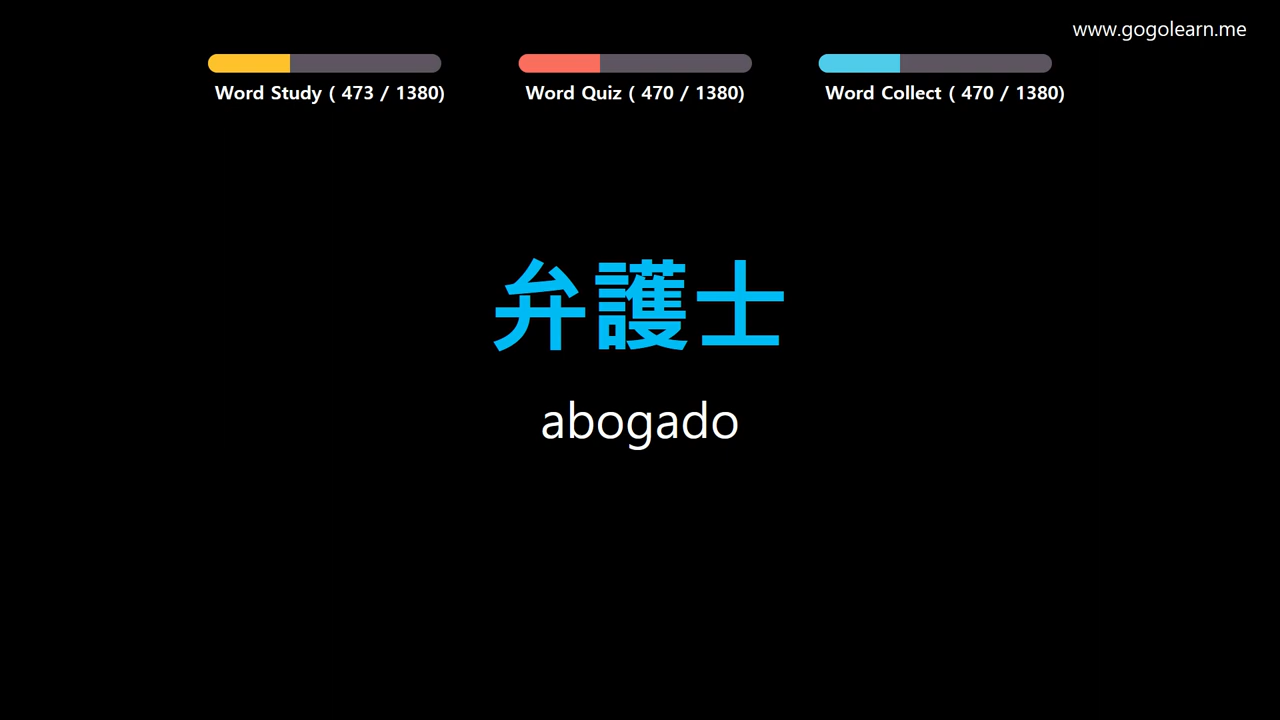 www.gogolearn.me
Word Study ( 473 / 1380)
Word Quiz ( 470 / 1380)
Word Collect ( 470 / 1380)
弁護士
abogado